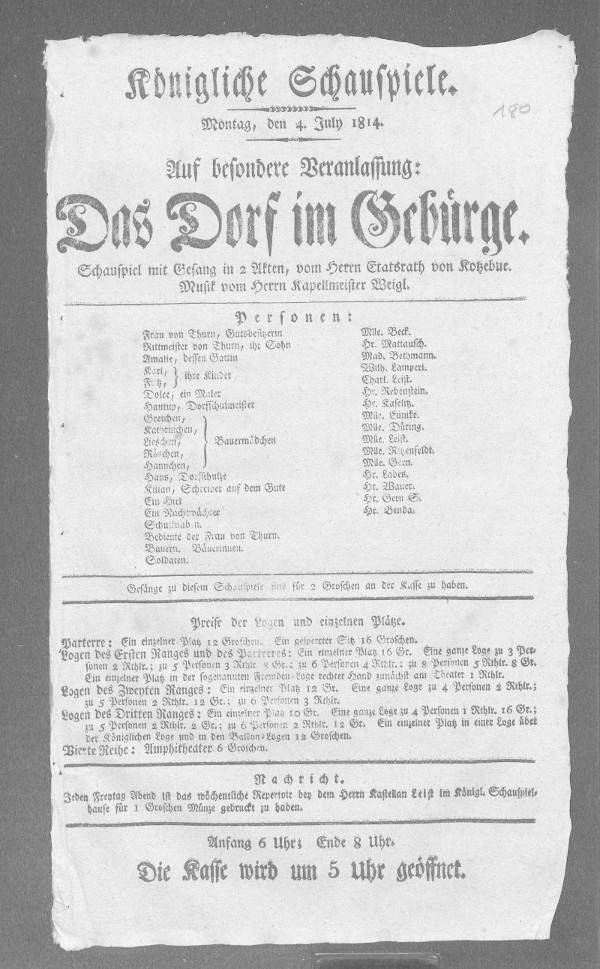 Königliche Schauspiele.
180
Montag, den 4. July 1814.
Auf besondere Veranlassung:
Das Dorf im Gebürge.
Schauspiel mit Gesang in 2 Akten, vom Herrn Etatsrath von Kotzebue.
Musik vom Herrn Kapellmeister Weigl.
Personen:
Frau von Thurn, Gutsbesitzerin Mlle. Beck.
Rittmeister von Thurn, ihr Sohn Hr. Mattausch.
Amalie, dessen Gattin Mad. Bethmann.
Karl, Wilh. Lamperi.
Fritz, } ihre Kinder Charl. Leist.
Dolce, ein Maler Hr. Rebenstein.
Hautup, Dorfschulmeister Hr. Kaselitz.
Gretchen, Mlle. Eunike.
Kathrinchen, Mlle. Düring.
Lieschen, } Bauermädchen Mlle. Leist.
Röschen, Mlle. Ritzenfeldt.
Hannchen, Mlle. Gern.
Hans, Dorfschulze Hr. Labes.
Kilian, Schreiber auf dem Gute Hr. Wauer.
Ein Hirt Hr. Gern S.
Ein Nachtwächter Hr. Benda.
Schulknaben.
Bediente der Frau von Thurn.
Bauern. Bäuerinnen.
Soldaten.
Gesänge zu diesem Schauspiele sind für 2 Groschen an der Kasse zu haben.
Preise der Logen und einzelnen Plätze.
Parterre: Ein einzelner Platz 12 Groschen. Ein gesperrter Sitz 16 Groschen.
Logen des Ersten Ranges und des Parterres: Ein einzelner Platz 16 Gr. Eine ganze Loge zu 3 Per-
sonen 2 Rthlr.; zu 5 Personen 3 Rthlr. 8 Gr.; zu 6 Personen 4 Rthlr.; zu 8 Personen 5 Rthlr. 8 Gr.
Ein einzelner Platz in der sogenannten Fremden-Loge rechter Hand zunächst am Theater 1 Rthlr.
Logen des Zweyten Ranges: Ein einzelner Platz 12 Gr. Eine ganze Loge zu 4 Personen 2 Rthlr.;
zu 5 Personen 2 Rthlr. 12 Gr.; zu 6 Personen 3 Rthlr.
Logen des Dritten Ranges: Ein einzelner Platz 10 Gr. Eine ganze Loge zu 4 Personen 1 Rthlr. 16 Gr.;
zu 5 Personen 2 Rthlr. 2 Gr.; zu 6 Personen 2 Rthlr. 12 Gr. Ein einzelner Platz in einer Loge über
der Königlichen Loge und in den Ballon-Logen 12 Groschen.
Vierte Reihe: Amphitheater 6 Groschen.
Nachricht.
Jeden Freytag Abend ist das wöchentliche Repertoir bey dem Herrn Kastellan Leist im Königl. Schauspiel-
hause für 1 Groschen Münze gedruckt zu haben.
Anfang 6 Uhr; Ende 8 Uhr.
Die Kasse wird um 5 Uhr geöffnet.